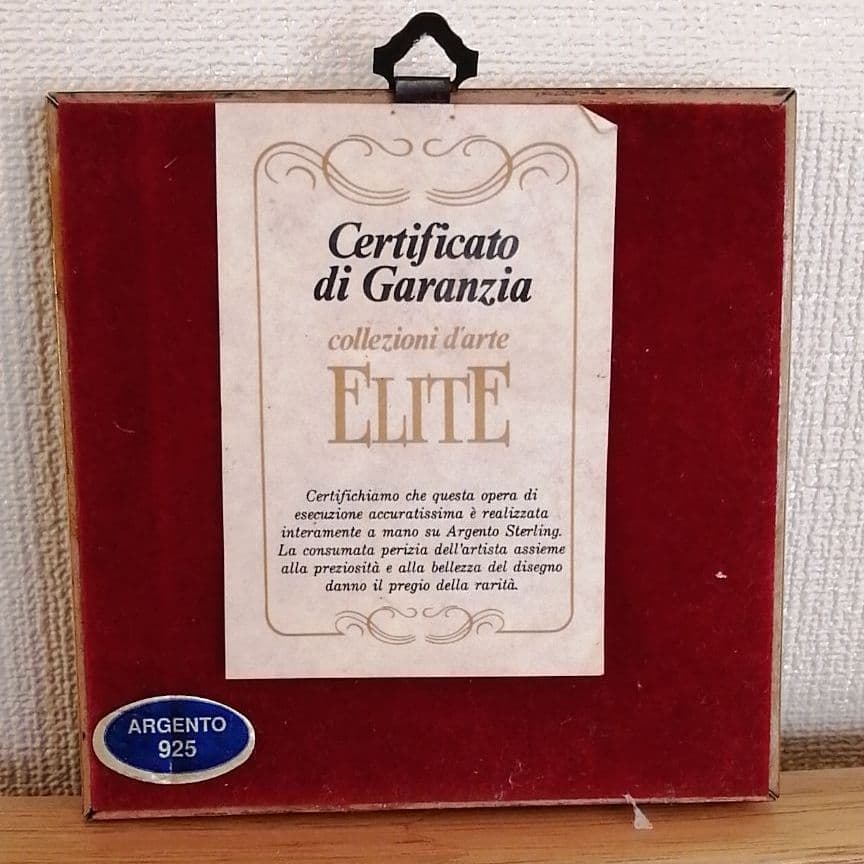 Certificato
di Garanzia
collezioni d'arte
ELITE
Certifichiamo che questa opera di
esecuzione accuratissima è realizzata
interamente a mano su Argento Sterling.
La consumata perizia dell'artista assieme
alla preziosità e alla bellezza del disegno
danno il pregio della rarità.
ARGENTO
925